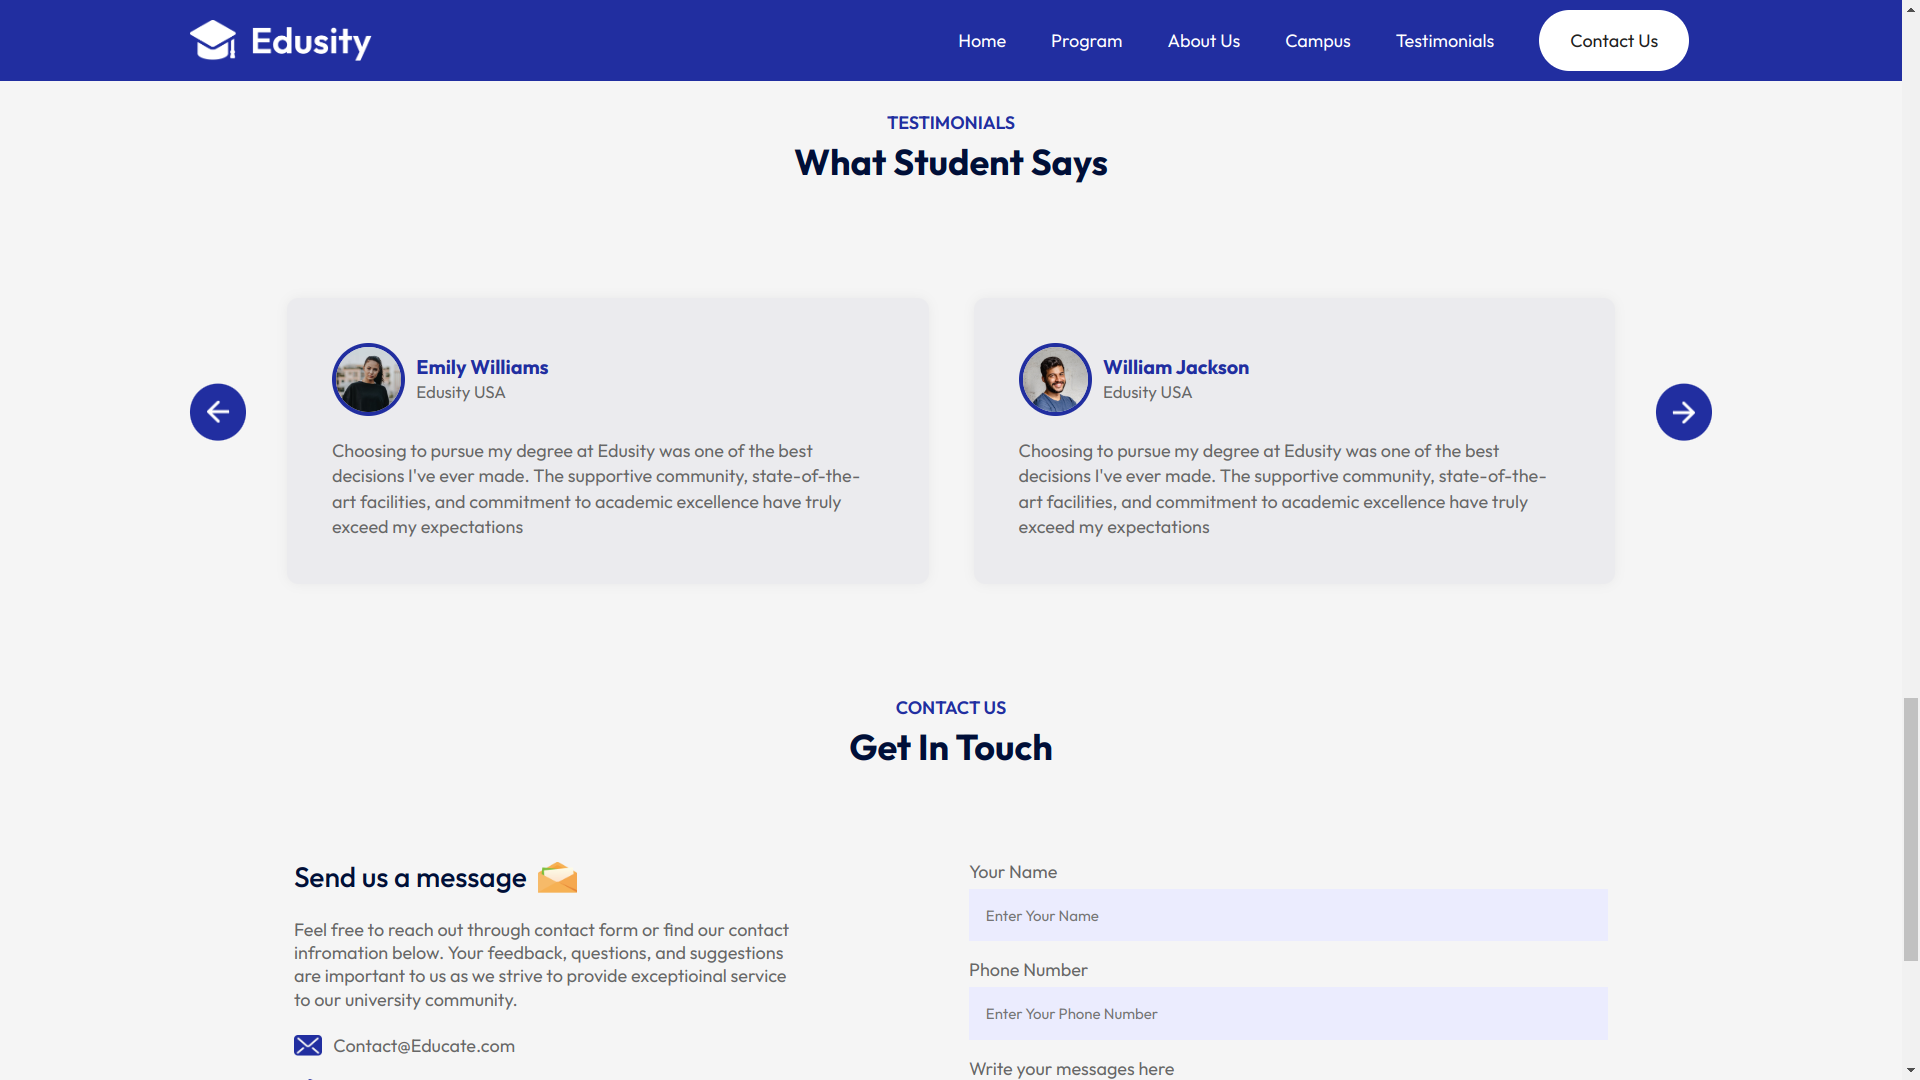 Edusity
Home
Program
About Us
Campus
Testimonials
Contact Us
TESTIMONIALS
What Student Says
Emily Williams
Edusity USA
Choosing to pursue my degree at Edusity was one of the best
decisions I've ever made. The supportive community, state-of-the-
art facilities, and commitment to academic excellence have truly
exceed my expectations
William Jackson
Edusity USA
Choosing to pursue my degree at Edusity was one of the best
decisions I've ever made. The supportive community, state-of-the-
art facilities, and commitment to academic excellence have truly
exceed my expectations
CONTACT US
Get In Touch
Send us a message
Feel free to reach out through contact form or find our contact
infromation below. Your feedback, questions, and suggestions
are important to us as we strive to provide exceptioinal service
to our university community.
Contact@Educate.com
Your Name
Enter Your Name
Phone Number
Enter Your Phone Number
Write your messages here